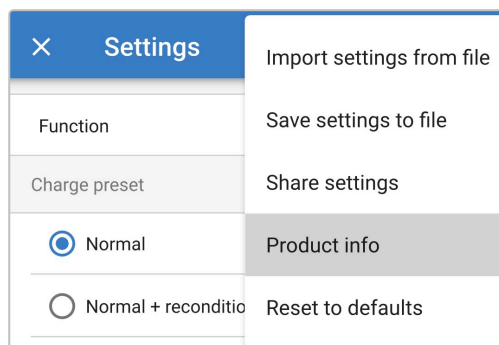 Settings
Function
Charge preset
Normal
Normal + reconditio
Import settings from file
Save settings to file
Share settings
Product info
Reset to defaults